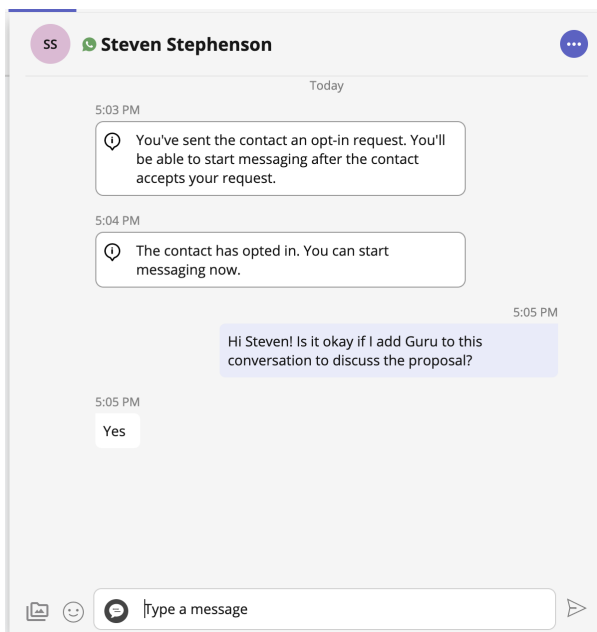 SS
Steven Stephenson
Today
5:03 PM
You've sent the contact an opt-in request. You'll
be able to start messaging after the contact
accepts your request.
5:04 PM
The contact has opted in. You can start
messaging now.
5:05 PM
Hi Steven! Is it okay if I add Guru to this
conversation to discuss the proposal?
5:05 PM
Yes
Type a message